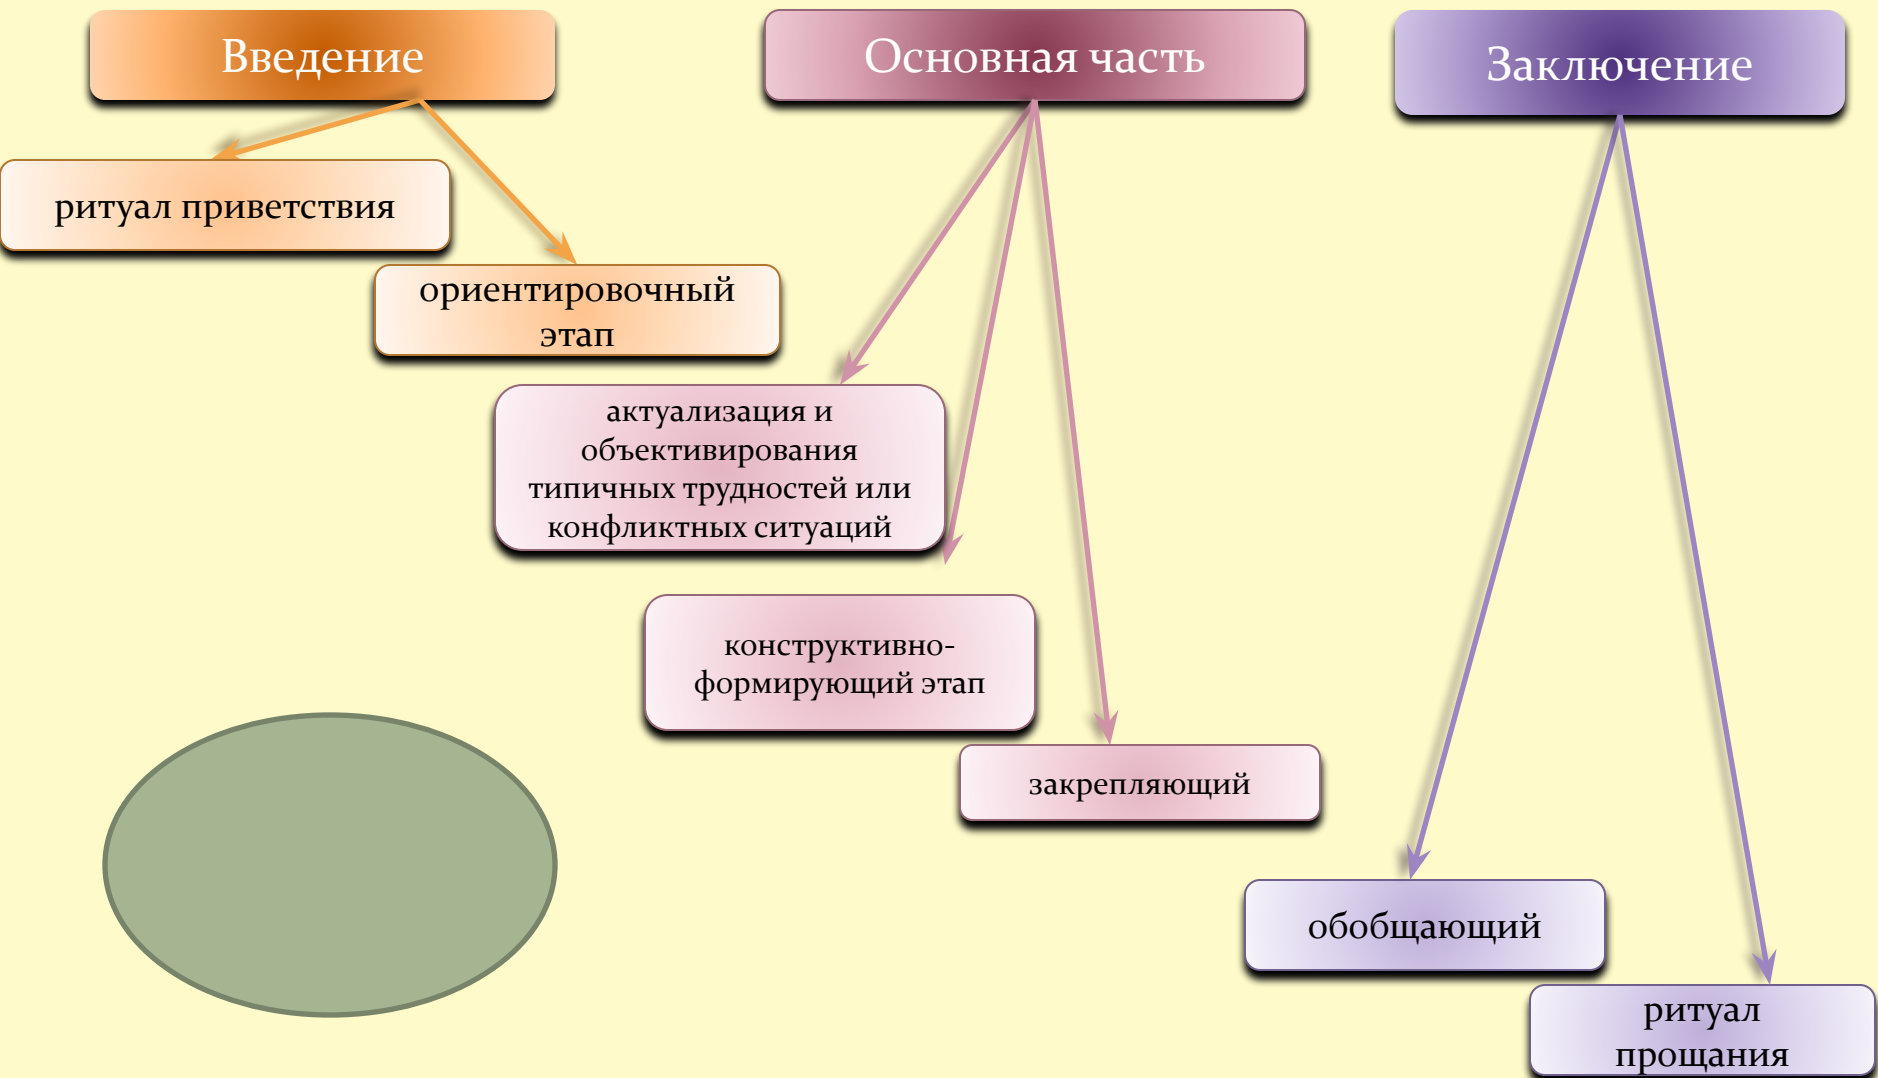 Введение
Основная часть
Заключение
ритуал приветствия
ориентировочный
этап
актуализация и
объективирования
типичных трудностей или
конфликтных ситуаций
конструктивно-
формирующий этап
закрепляющий
обобщающий
ритуал
прощания